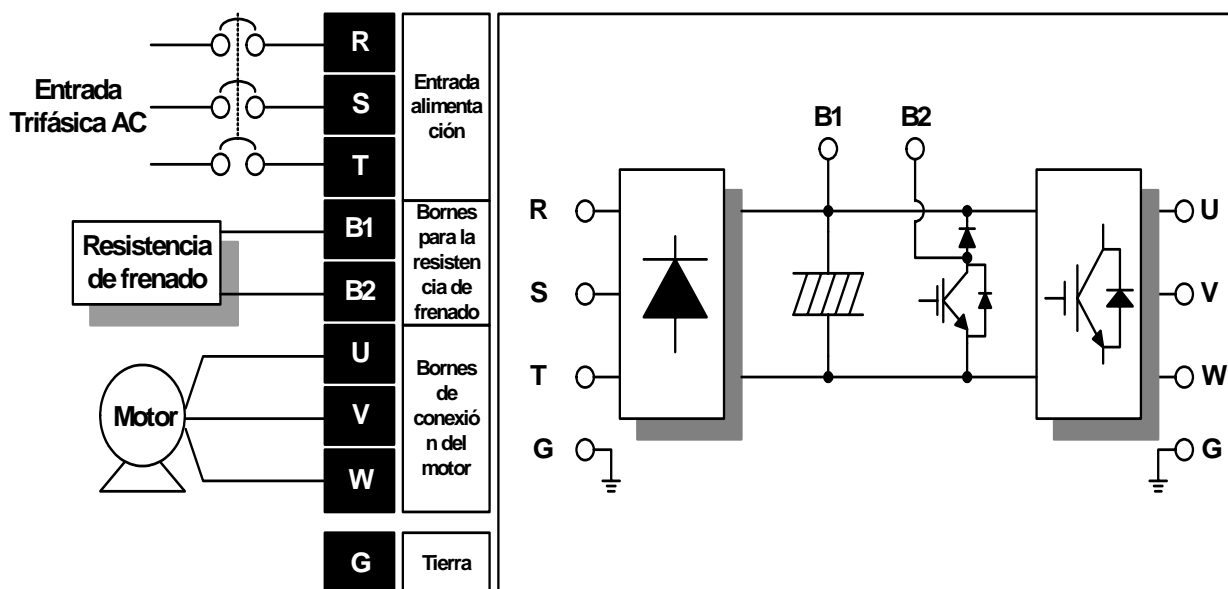 Entrada
Trifásica AC
R
S
T
Entrada
alimenta
ción
Resistencia
de frenado
B1
B2
Bornes
para la
resisten
cia de
frenado
Motor
U
V
W
Bornes
de
conexió
n del
motor
G
Tierra
B1
B2
R
S
T
G
U
V
W
G